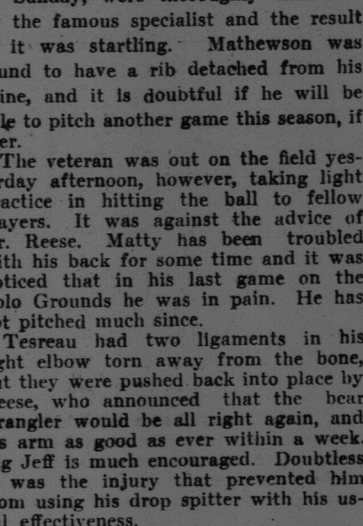 Sunday, were
the famous specialist and the result
it was startling. Mathewson was
und to have a rib detached from his
ine, and it is doubtful if he will be
le to pitch another game this season, if
er.
The veteran was out on the field yes-
rday afternoon, however, taking light
actice in hitting the ball to fellow
ayers. It was against the advice of
r. Reese. Matty has been troubled
ith his back for some time and it was
oticed that in his last game on the
olo Grounds he was in pain. He has
ot pitched much since.
Tesreau had two ligaments in his
ght elbow torn away from the bone,
ut they were pushed back into place by
eese, who announced that the bear
rangler would be all right again, and
s arm as good as ever within a week.
g Jeff is much encouraged. Doubtless
was the injury that prevented him
om using his drop spitter with his us-
l effectiveness.